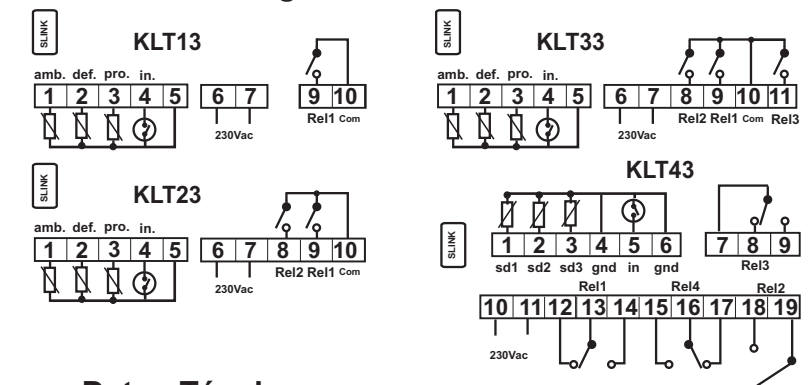 SLINK
KLT13
amb. def. pro. in.
1 2 3 4 5 6 7 9 10
230Vac
Rel1 Com
SLINK
KLT23
amb. def. pro. in.
1 2 3 4 5 6 7 8 9 10
230Vac
Rel2 Rel1 Com
SLINK
KLT33
amb. def. pro. in.
1 2 3 4 5 6 7 8 9 10 11
230Vac
Rel2 Rel1 Com Rel3
KLT43
SLINK
1 2 3 4 5 6
sd1 sd2 sd3 gnd in gnd
7 8 9
Rel3
Rel1 Rel4 Rel2
10 11 12 13 14 15 16 17 18 19
230Vac